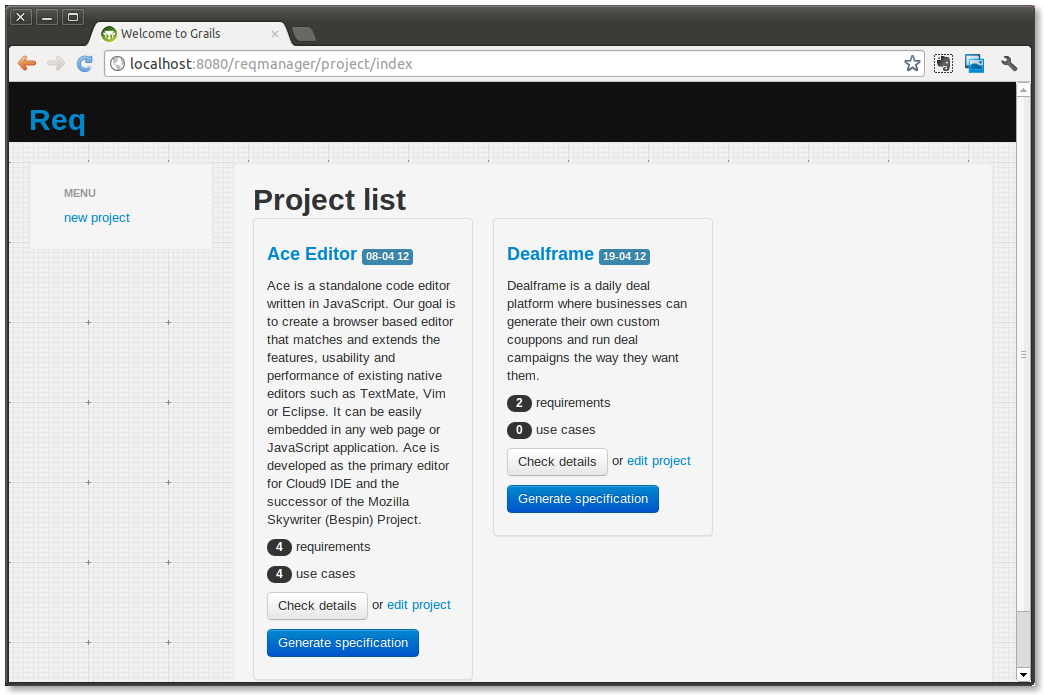 Welcome to Grails
localhost:8080/reqmanager/project/index
Req
MENU
new project
Project list
Ace Editor 08-04 12
Ace is a standalone code editor
written in JavaScript. Our goal is
to create a browser based editor
that matches and extends the
features, usability and
performance of existing native
editors such as TextMate, Vim
or Eclipse. It can be easily
embedded in any web page or
JavaScript application. Ace is
developed as the primary editor
for Cloud9 IDE and the
successor of the Mozilla
Skywriter (Bespin) Project.
4 requirements
4 use cases
Check details or edit project
Generate specification
Dealframe 19-04 12
Dealframe is a daily deal
platform where businesses can
generate their own custom
couppons and run deal
campaigns the way they want
them.
2 requirements
0 use cases
Check details or edit project
Generate specification